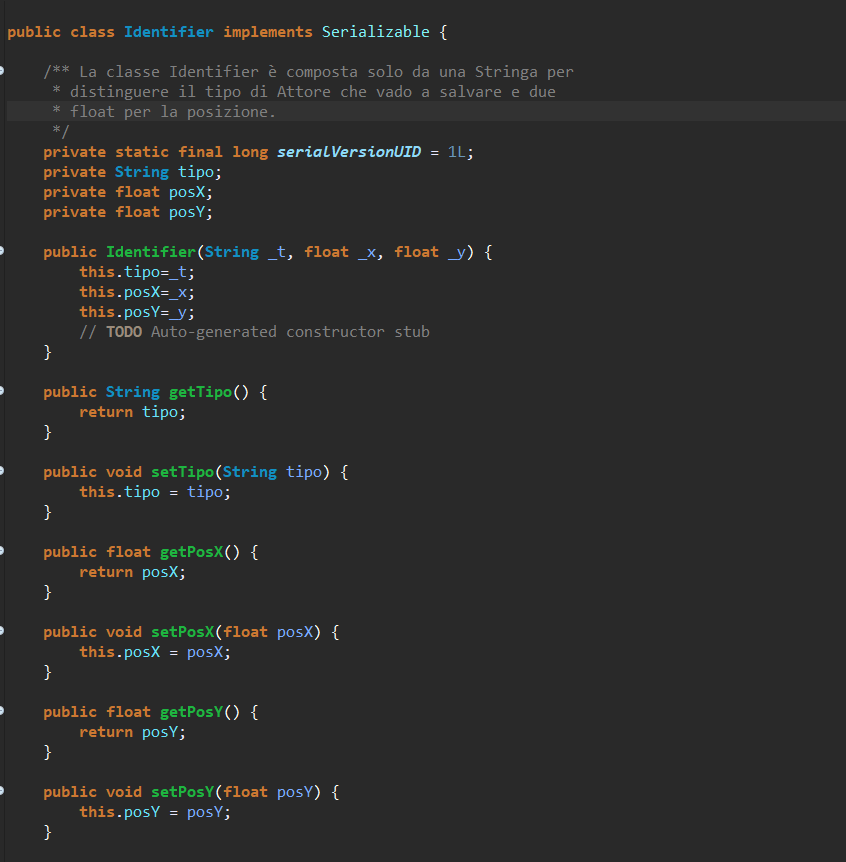 public class Identifier implements Serializable {
/** La classe Identifier è composta solo da una Stringa per
* distinguere il tipo di Attore che vado a salvare e due
* float per la posizione.
*/
private static final long serialVersionUID = 1L;
private String tipo;
private float posX;
private float posY;
public Identifier(String _t, float _x, float _y) {
this.tipo=_t;
this.posX=_x;
this.posY=_y;
// TODO Auto-generated constructor stub
}
public String getTipo() {
return tipo;
}
public void setTipo(String tipo) {
this.tipo = tipo;
}
public float getPosX() {
return posX;
}
public void setPosX(float posX) {
this.posX = posX;
}
public float getPosY() {
return posY;
}
public void setPosY(float posY) {
this.posY = posY;
}